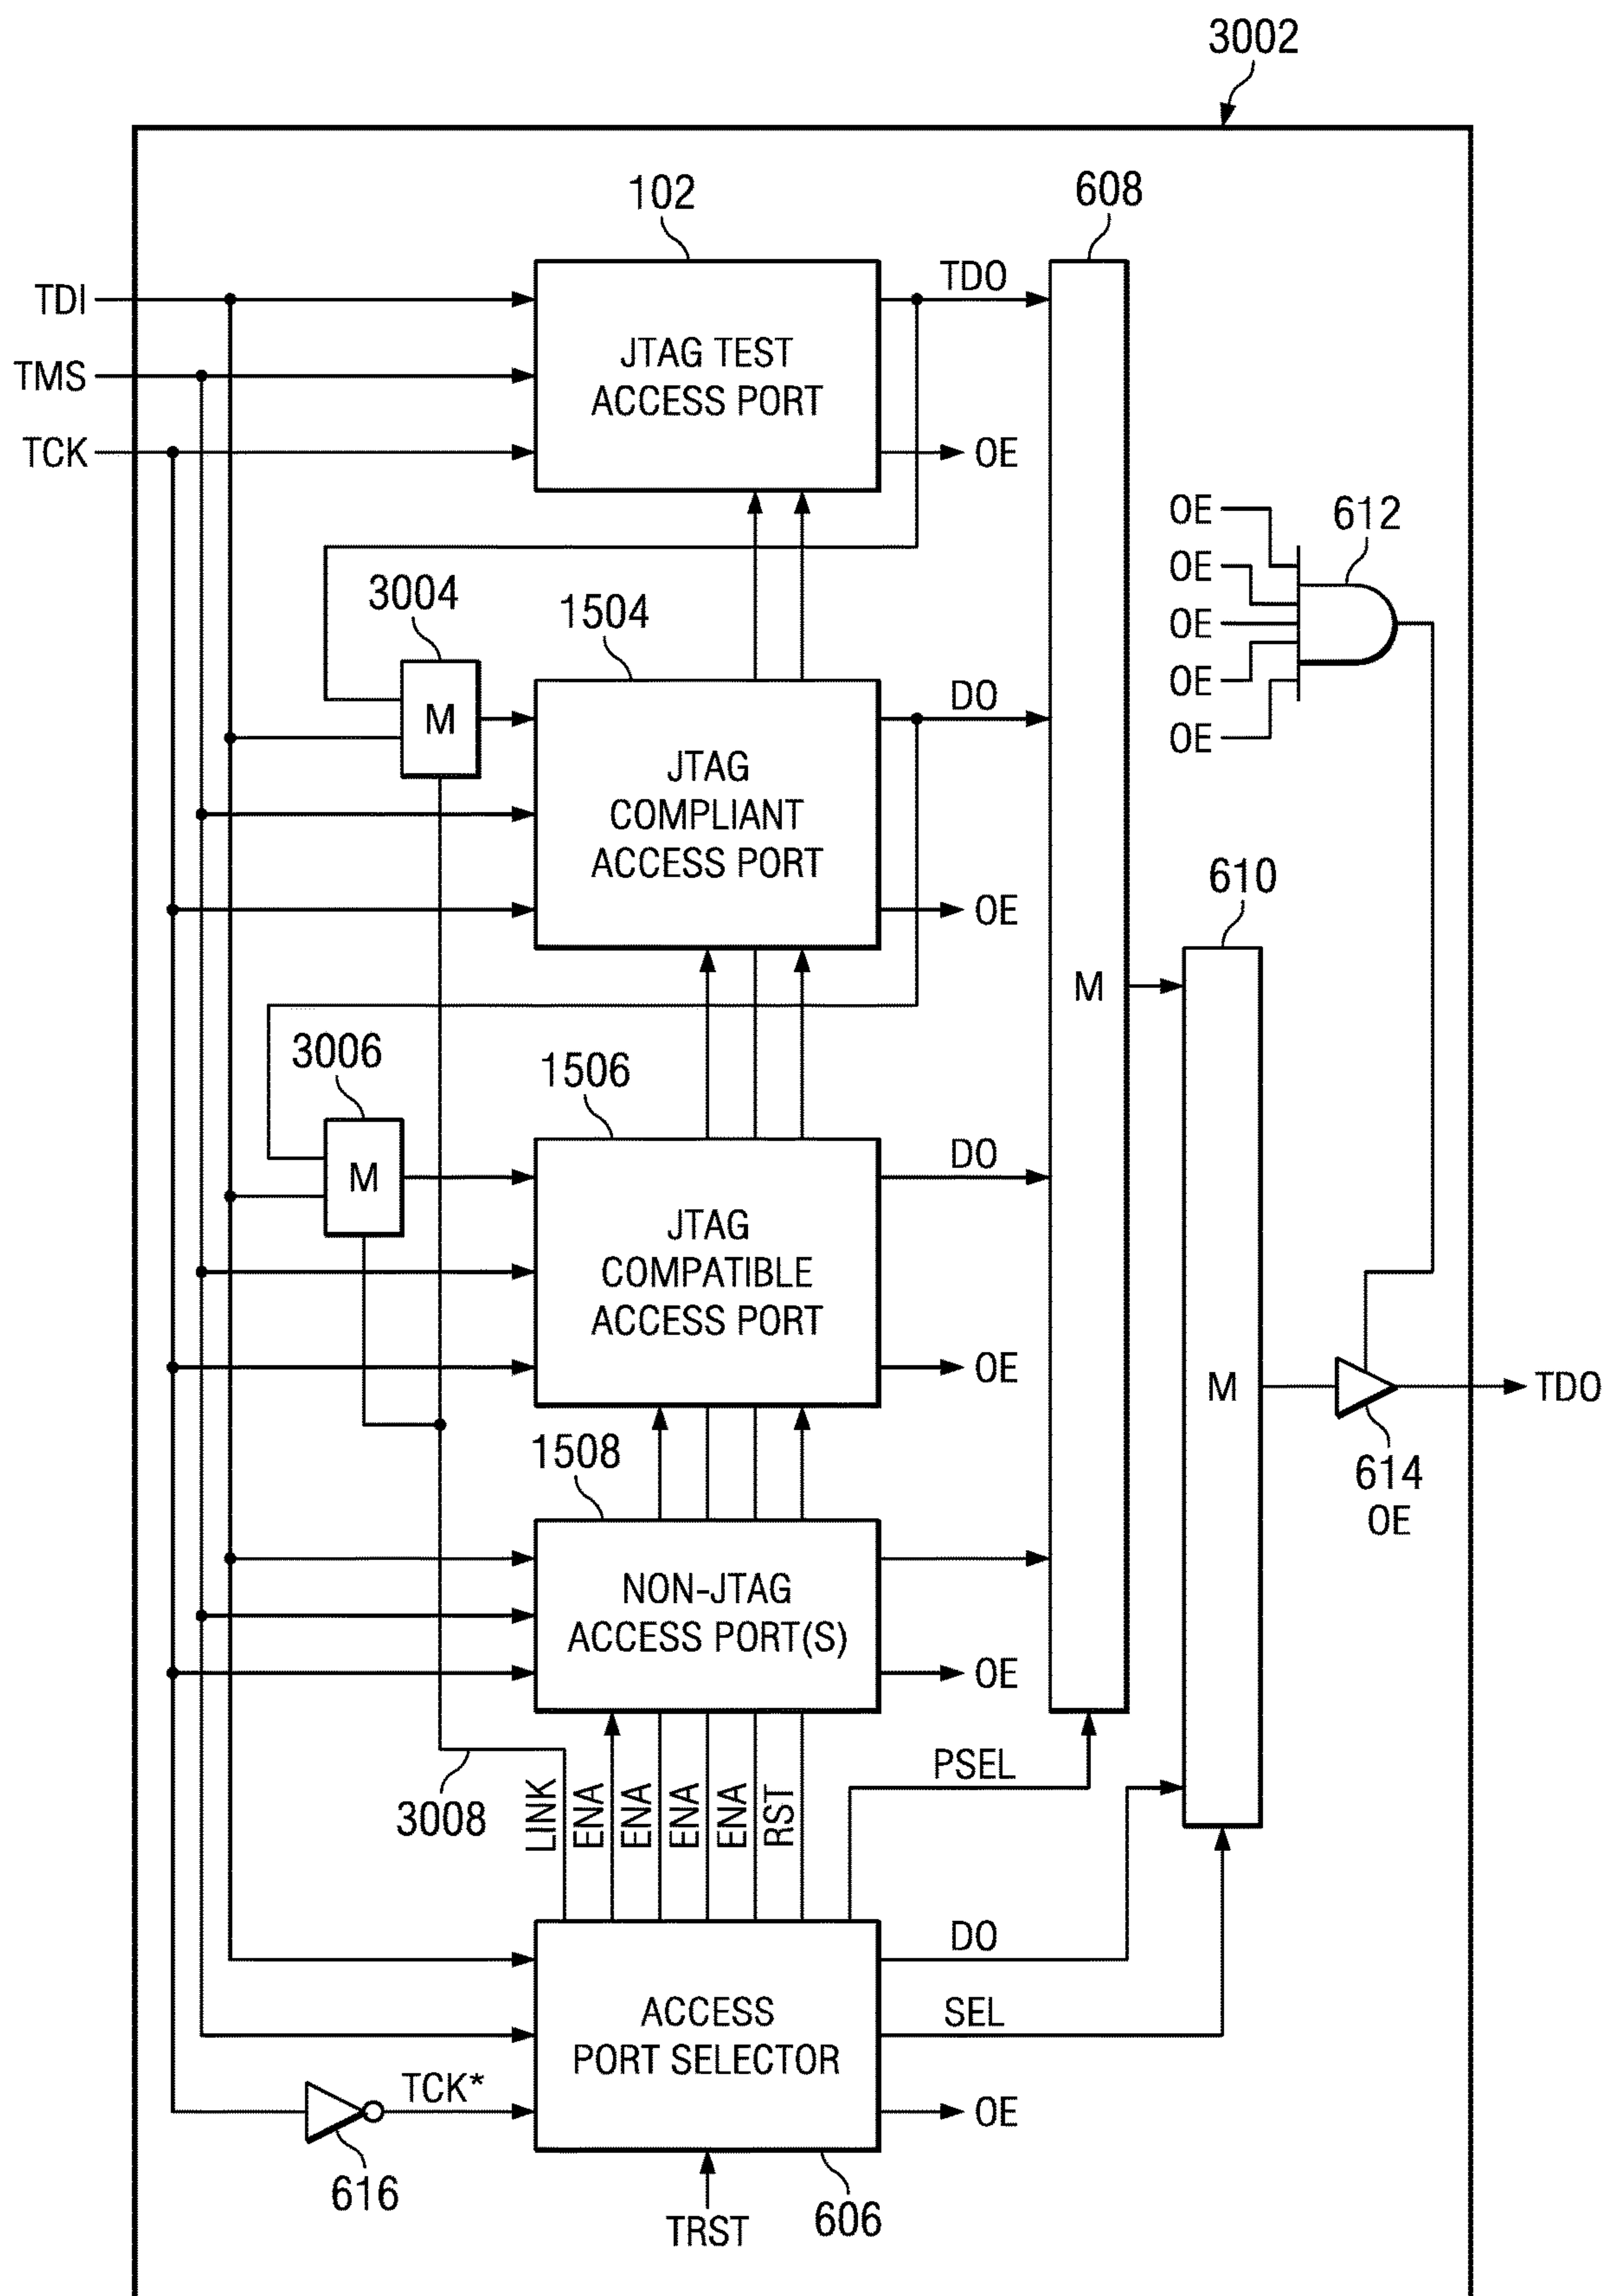 3002
102
608
TDI
TDO
TMS
JTAG TEST
ACCESS PORT
TCK
OE
OE
612
OE
OE
OE
OE
3004
1504
M
DO
JTAG
COMPLIANT
ACCESS PORT
OE
610
M
3006
1506
M
DO
JTAG
COMPATIBLE
ACCESS PORT
OE
M
TDO
614
OE
1508
NON-JTAG
ACCESS PORT(S)
OE
3008
LINK
ENA
ENA
ENA
ENA
RST
PSEL
DO
ACCESS
PORT SELECTOR
SEL
TCK*
OE
616
TRST
606